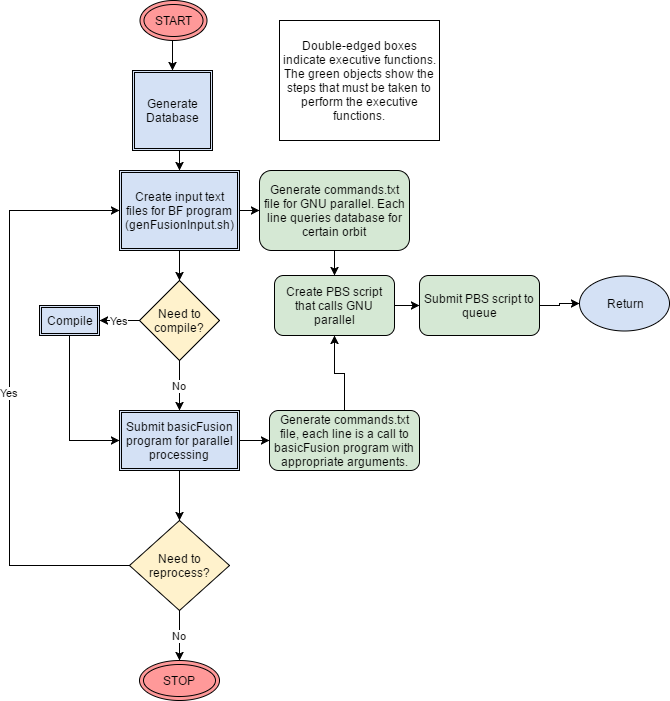 START
Double-edged boxes
indicate executive functions.
The green objects show the
steps that must be taken to
perform the executive
functions.
Generate
Database
Create input text
files for BF program
(genFusionInput.sh)
Generate commands.txt
file for GNU parallel. Each
line queries database for
certain orbit
Need to
compile?
Yes
Compile
Create PBS script
that calls GNU
parallel
Submit PBS script to
queue
Return
No
Yes
Submit basicFusion
program for parallel
processing
Generate commands.txt
file, each line is a call to
basicFusion program with
appropriate arguments.
Need to
reprocess?
No
STOP